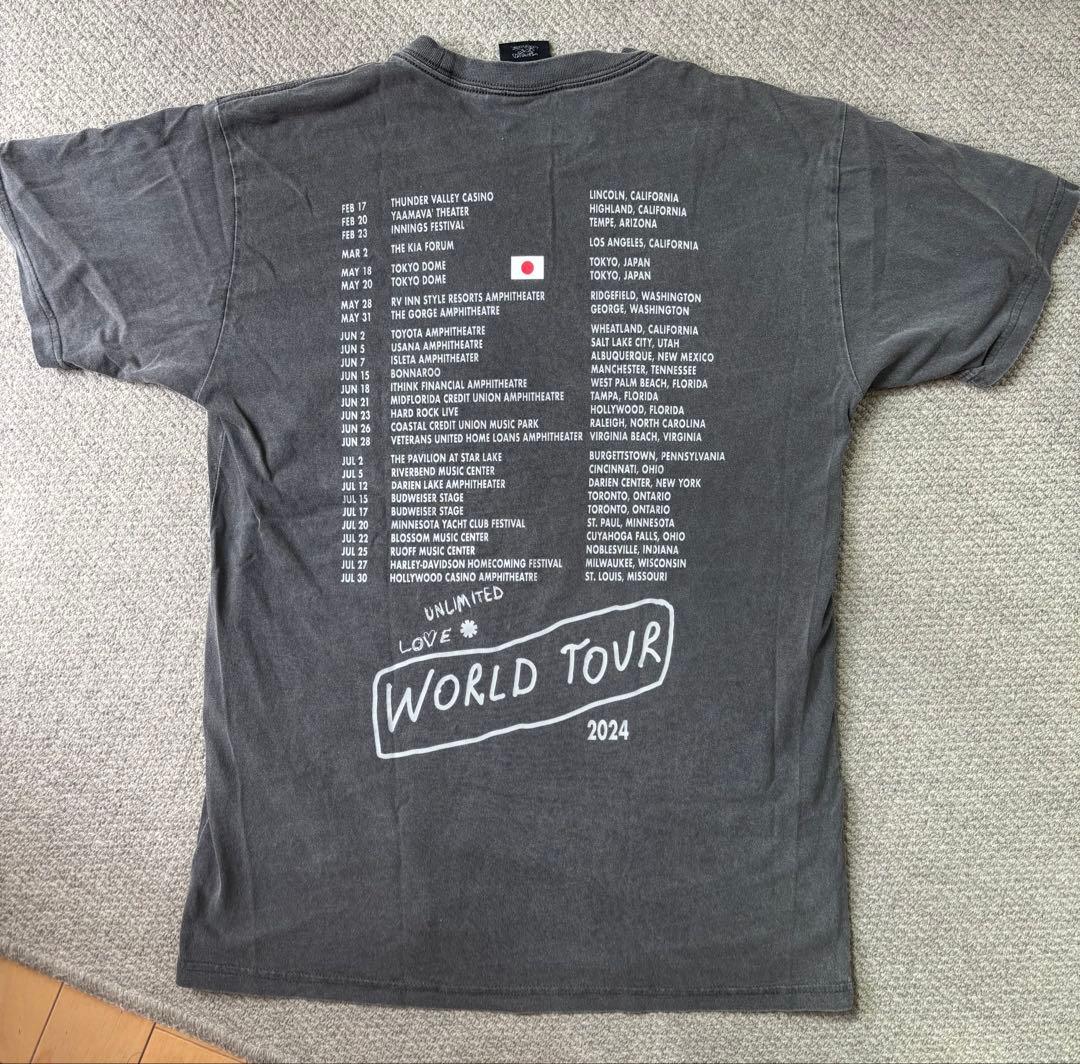 FEB 17 THUNDER VALLEY CASINO LINCOLN, CALIFORNIA
FEB 20 YAAMAVA' THEATER HIGHLAND, CALIFORNIA
FEB 23 INNINGS FESTIVAL TEMPE, ARIZONA
MAR 2 THE KIA FORUM LOS ANGELES, CALIFORNIA
MAY 18 TOKYO DOME TOKYO, JAPAN
MAY 20 TOKYO DOME TOKYO, JAPAN
MAY 28 RV INN STYLE RESORTS AMPHITHEATER RIDGEFIELD, WASHINGTON
MAY 31 THE GORGE AMPHITHEATRE GEORGE, WASHINGTON
JUN 2 TOYOTA AMPHITHEATRE WHEATLAND, CALIFORNIA
JUN 5 USANA AMPHITHEATRE SALT LAKE CITY, UTAH
JUN 7 ISLETA AMPHITHEATER ALBUQUERQUE, NEW MEXICO
JUN 15 BONNAROO MANCHESTER, TENNESSEE
JUN 18 ITHINK FINANCIAL AMPHITHEATRE WEST PALM BEACH, FLORIDA
JUN 21 MIDFLORIDA CREDIT UNION AMPHITHEATRE TAMPA, FLORIDA
JUN 23 HARD ROCK LIVE HOLLYWOOD, FLORIDA
JUN 26 COASTAL CREDIT UNION MUSIC PARK RALEIGH, NORTH CAROLINA
JUN 28 VETERANS UNITED HOME LOANS AMPHITHEATER VIRGINIA BEACH, VIRGINIA
JUL 2 THE PAVILION AT STAR LAKE BURGETTSTOWN, PENNSYLVANIA
JUL 5 RIVERBEND MUSIC CENTER CINCINNATI, OHIO
JUL 12 DARIEN LAKE AMPHITHEATER DARIEN CENTER, NEW YORK
JUL 15 BUDWEISER STAGE TORONTO, ONTARIO
JUL 17 BUDWEISER STAGE TORONTO, ONTARIO
JUL 20 MINNESOTA YACHT CLUB FESTIVAL ST. PAUL, MINNESOTA
JUL 22 BLOSSOM MUSIC CENTER CUYAHOGA FALLS, OHIO
JUL 25 RUOFF MUSIC CENTER NOBLESVILLE, INDIANA
JUL 27 HARLEY-DAVIDSON HOMECOMING FESTIVAL MILWAUKEE, WISCONSIN
JUL 30 HOLLYWOOD CASINO AMPHITHEATRE ST. LOUIS, MISSOURI
UNLIMITED
LOVE
WORLD TOUR
2024